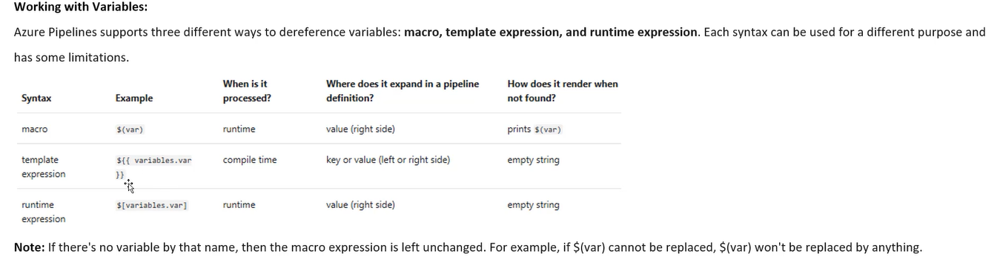 Working with Variables:
Azure Pipelines supports three different ways to dereference variables: macro, template expression, and runtime expression. Each syntax can be used for a different purpose and
has some limitations.
Syntax Example When is it processed? Where does it expand in a pipeline definition? How does it render when not found?
macro $(var) runtime value (right side) prints $(var)
template expression ${{ variables.var }} compile time key or value (left or right side) empty string
runtime expression $[variables.var] runtime value (right side) empty string
Note: If there's no variable by that name, then the macro expression is left unchanged. For example, if $(var) cannot be replaced, $(var) won't be replaced by anything.